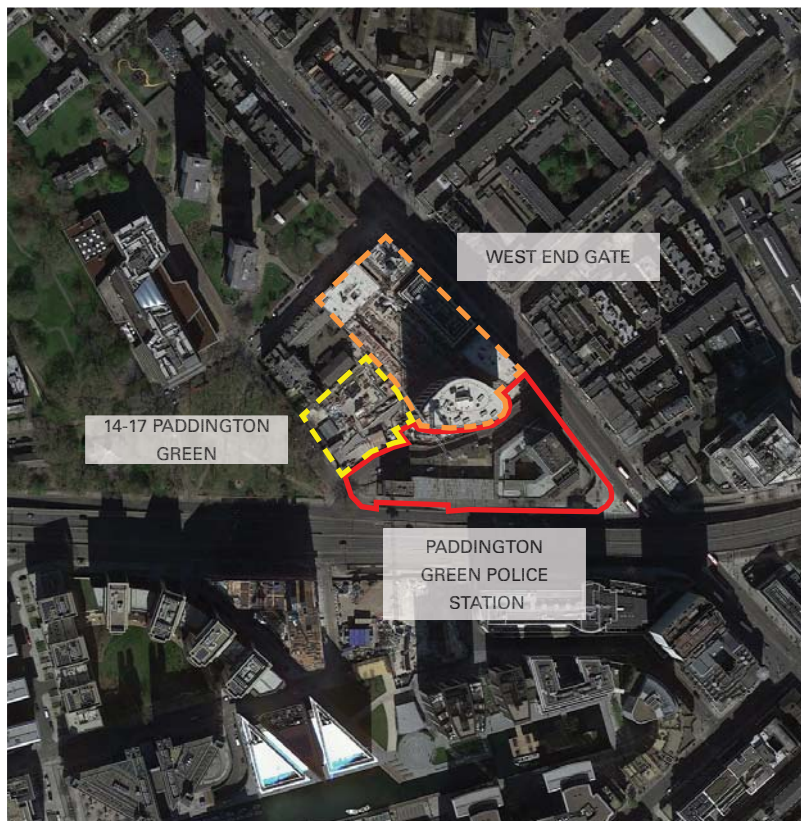 WEST END GATE
14-17 PADDINGTON
GREEN
PADDINGTON
GREEN POLICE
STATION